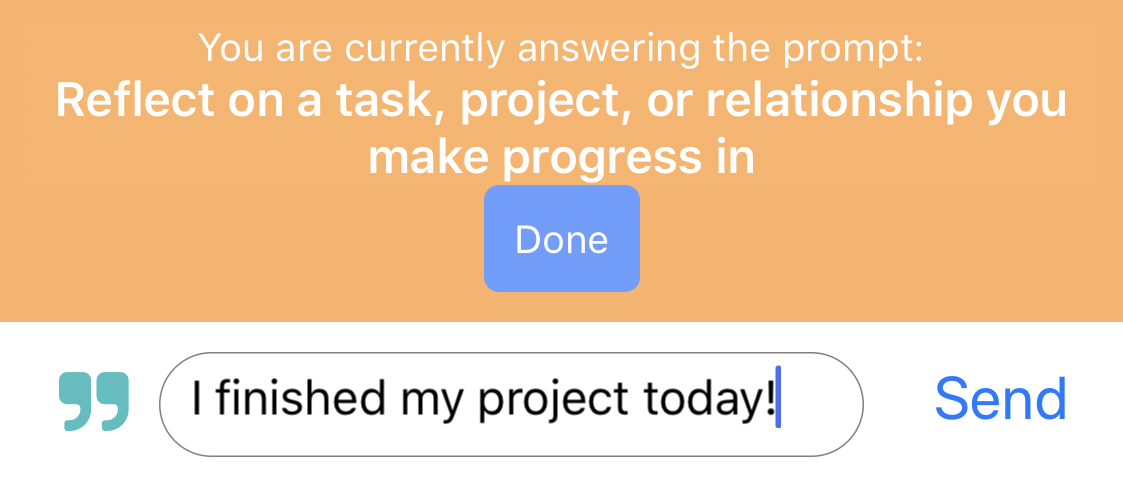 You are currently answering the prompt:
Reflect on a task, project, or relationship you
make progress in
Done
I finished my project today!
Send